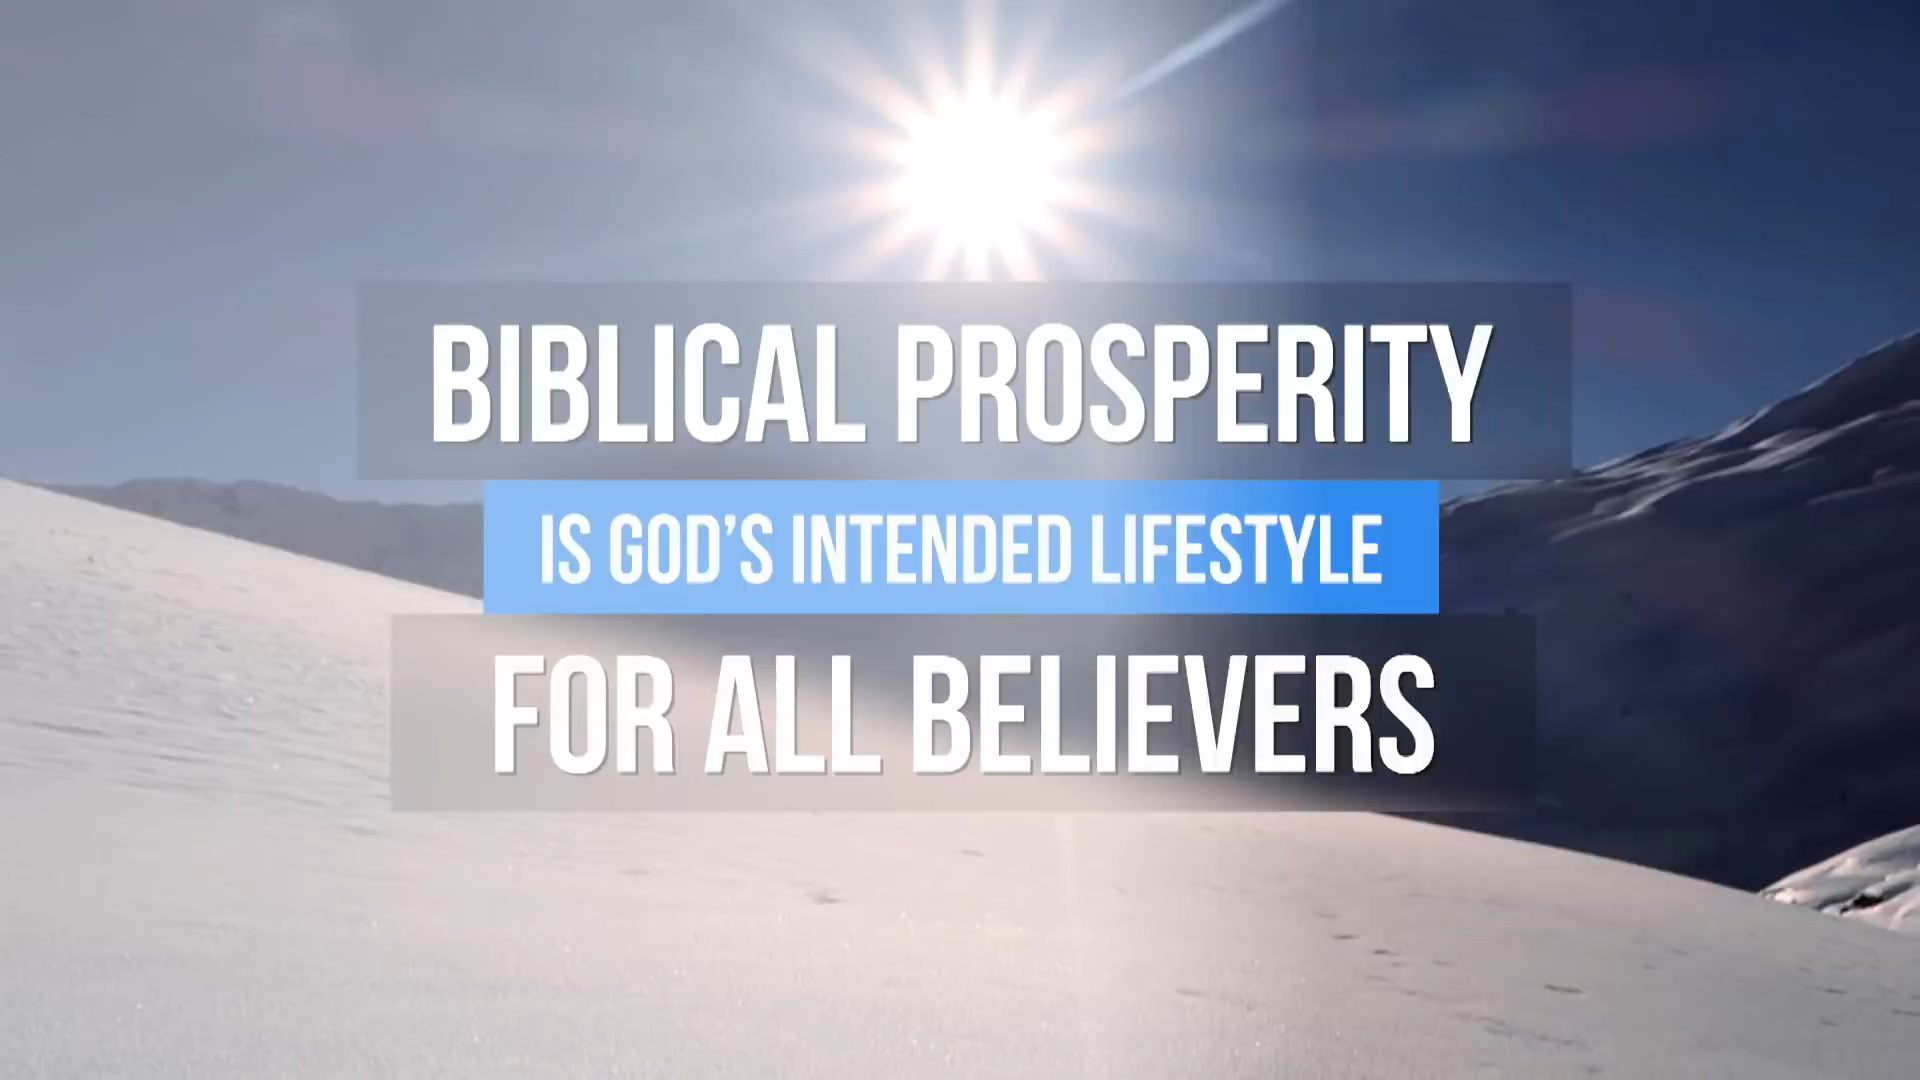 BIBLICAL PROSPERITY
IS GOD’S INTENDED LIFESTYLE
FOR ALL BELIEVERS